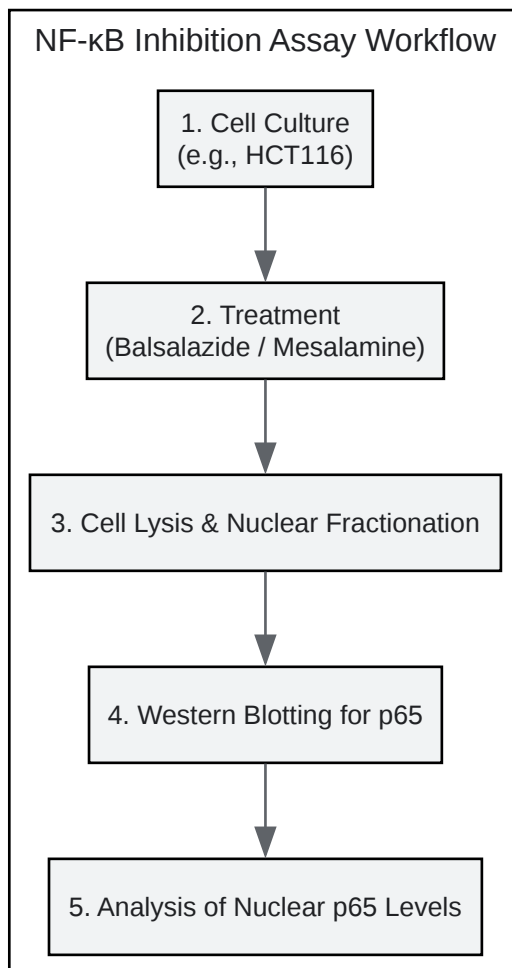 NF-κB Inhibition Assay Workflow
1. Cell Culture
(e.g., HCT116)
2. Treatment
(Balsalazide / Mesalamine)
3. Cell Lysis & Nuclear Fractionation
4. Western Blotting for p65
5. Analysis of Nuclear p65 Levels